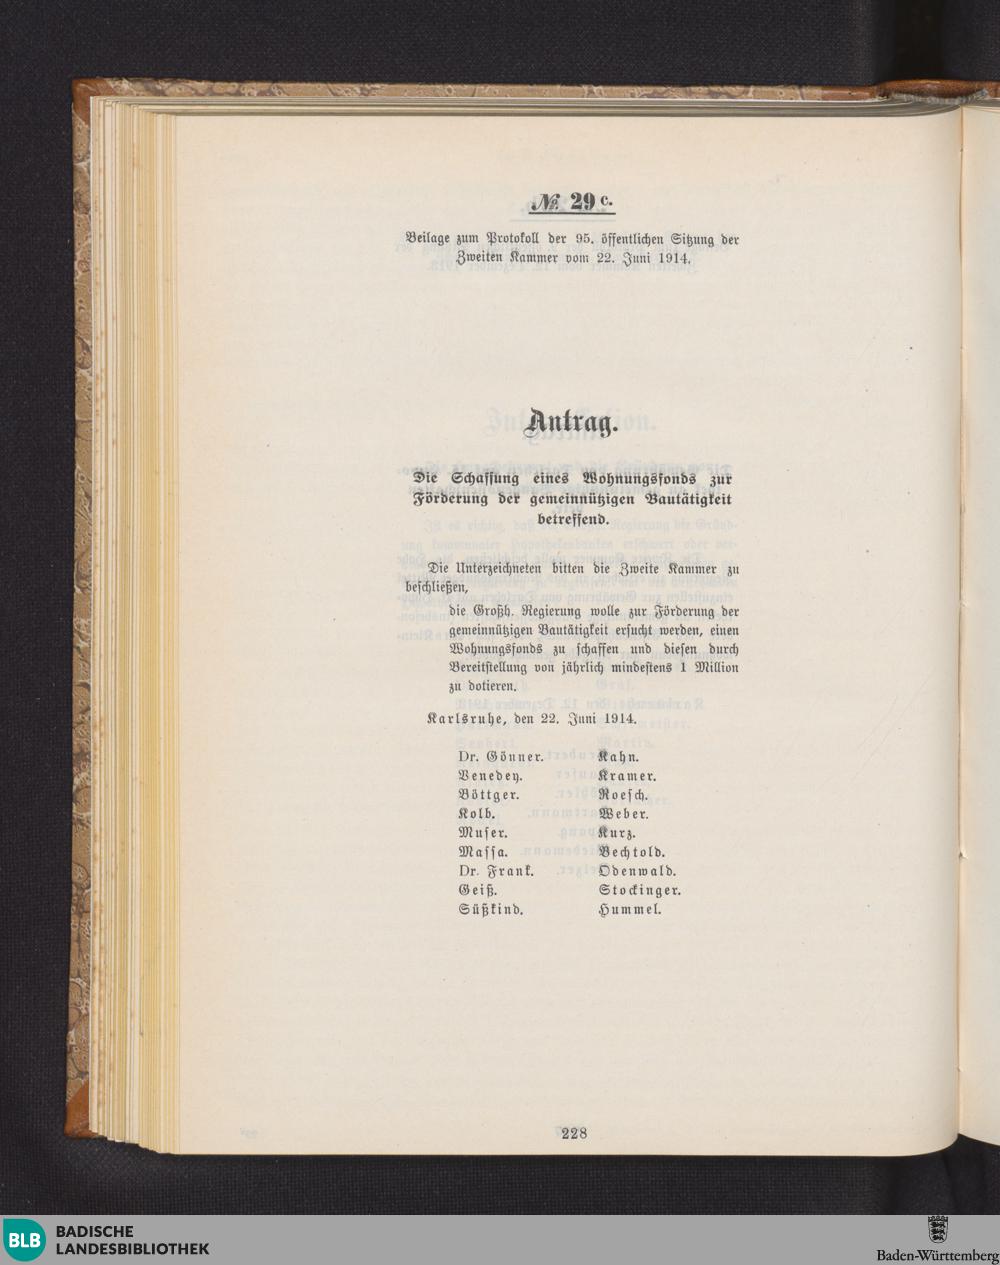 № 29 c.
Beilage zum Protokoll der 95. öffentlichen Sitzung der
Zweiten Kammer vom 22. Juni 1914.
Antrag.
Die Schaffung eines Wohnungsfonds zur
Förderung der gemeinnützigen Bautätigkeit
betreffend.
Die Unterzeichneten bitten die Zweite Kammer zu
beschließen,
die Großh. Regierung wolle zur Förderung der
gemeinnützigen Bautätigkeit ersucht werden, einen
Wohnungsfonds zu schaffen und diesen durch
Bereitstellung von jährlich mindestens 1 Million
zu dotieren.
Karlsruhe, den 22. Juni 1914.
Dr. Gönner.
Venedey.
Böttger.
Kolb.
Muser.
Massa.
Dr. Frank.
Geiß.
Süßkind.
Kahn.
Kramer.
Roesch.
Weber.
Kurz.
Bechtold.
Odenwald.
Stockinger.
Hummel.
228
BLB
BADISCHE
LANDESBIBLIOTHEK
Baden-Württemberg